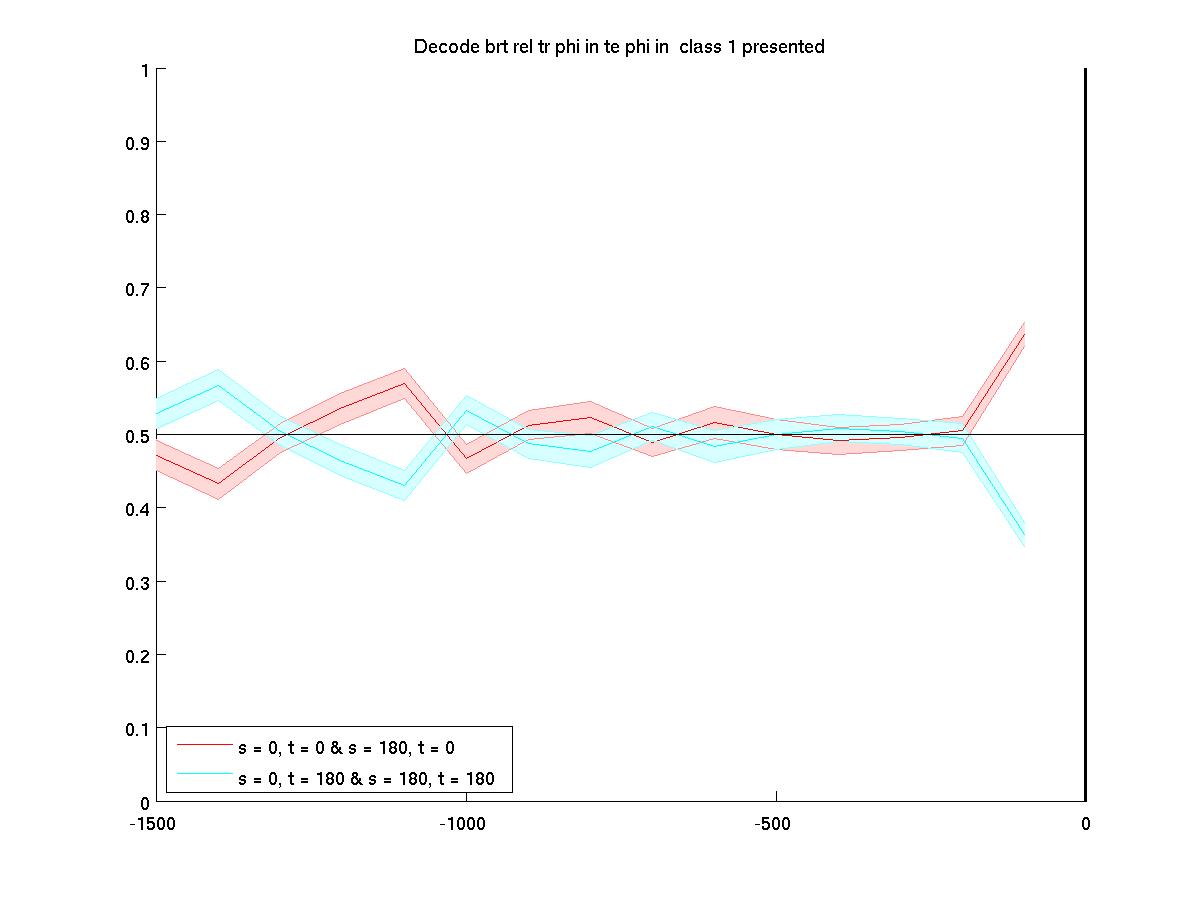 Decode brt rel tr phi in te phi in  class 1 presented
1
0.9
0.8
0.7
0.6
0.5
0.4
0.3
0.2
0.1
0
s = 0, t = 0 & s = 180, t = 0
s = 0, t = 180 & s = 180, t = 180
-1500 -1000 -500 0